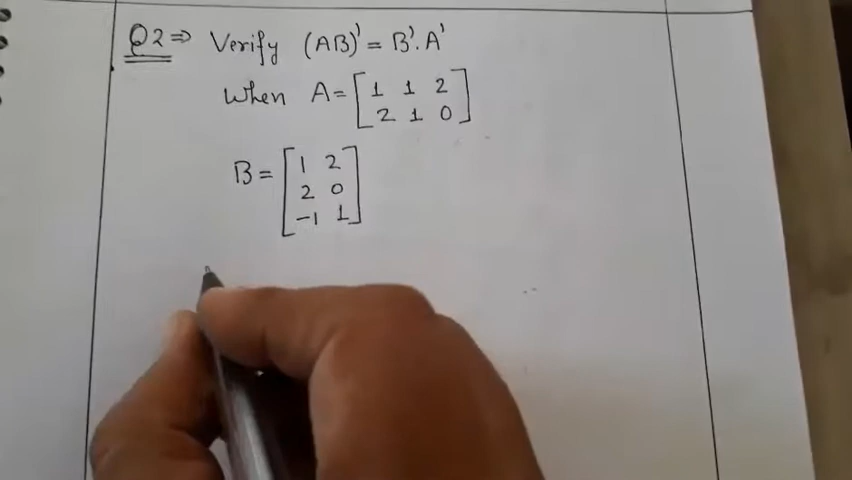 Q2⇒ Verify (AB)' = B'.A'
When A= [1 1 2
2 1 0]
B= [1 2
2 0
-1 1]